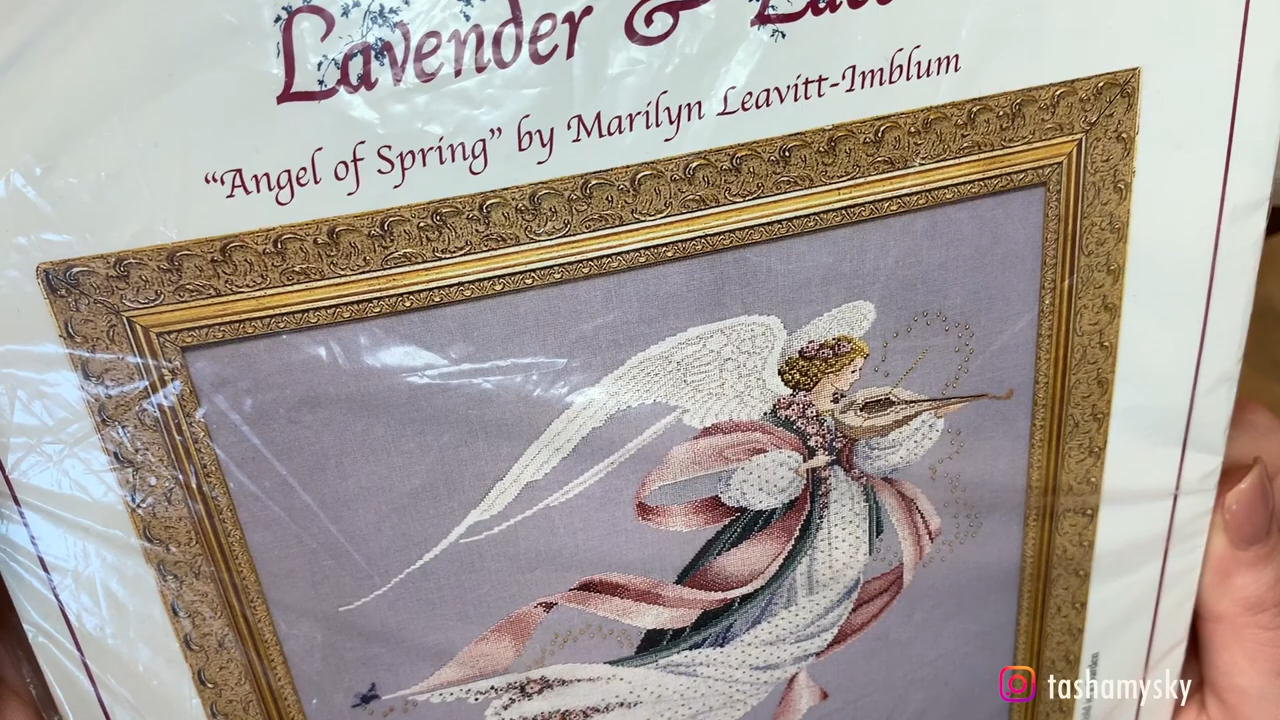 Lavender &
“Angel of Spring” by Marilyn Leavitt-Imblum
tashamysky